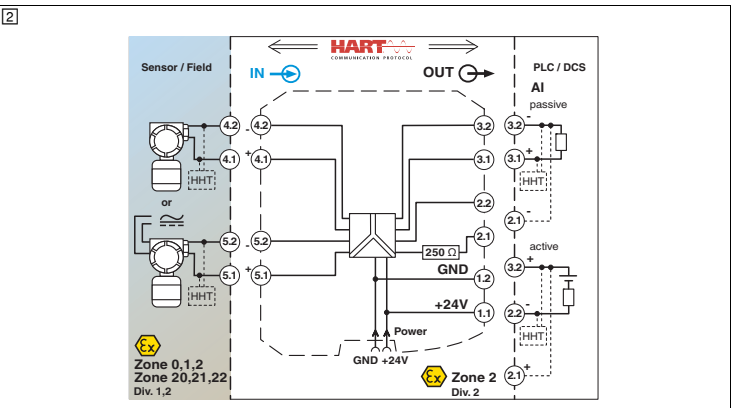 2
HART
COMMUNICATION PROTOCOL
Sensor / Field
IN
OUT
PLC / DCS
AI
passive
4.2
- 4.2
3.2
3.2 -
4.1
+ 4.1
3.1
3.1 +
HHT
HHT
or
2.2
2.1 -
5.2
- 5.2
2.1
250 Ω
active
5.1
+ 5.1
GND
1.2
3.2 +
HHT
+24V
1.1
2.2 -
Power
HHT
GND +24V
Ex
Zone 0,1,2
Zone 20,21,22
Div. 1,2
Ex
Zone 2
Div. 2
2.1 +